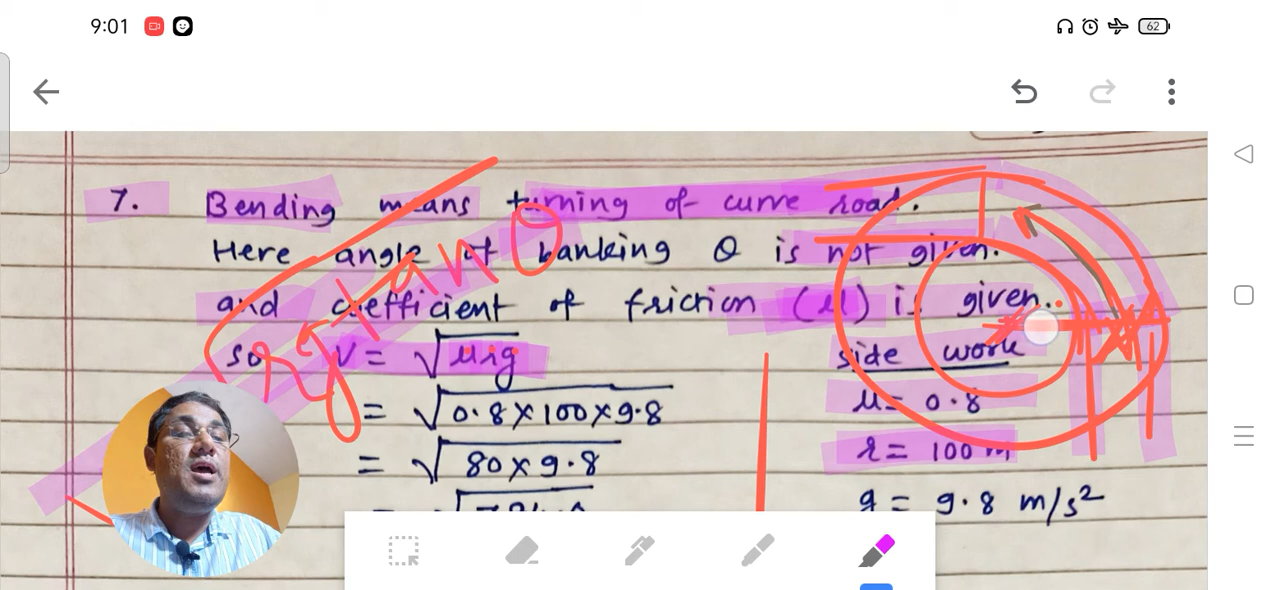 9:01
62
7. Bending means turning of curve road.
Here angle of banking θ is not given.
and coefficient of friction (μ) is given.
so V = √μrg
= √0.8×100×9.8
= √80×9.8
rg tan θ
side work
μ = 0.8
r = 100 m
g = 9.8 m/s²